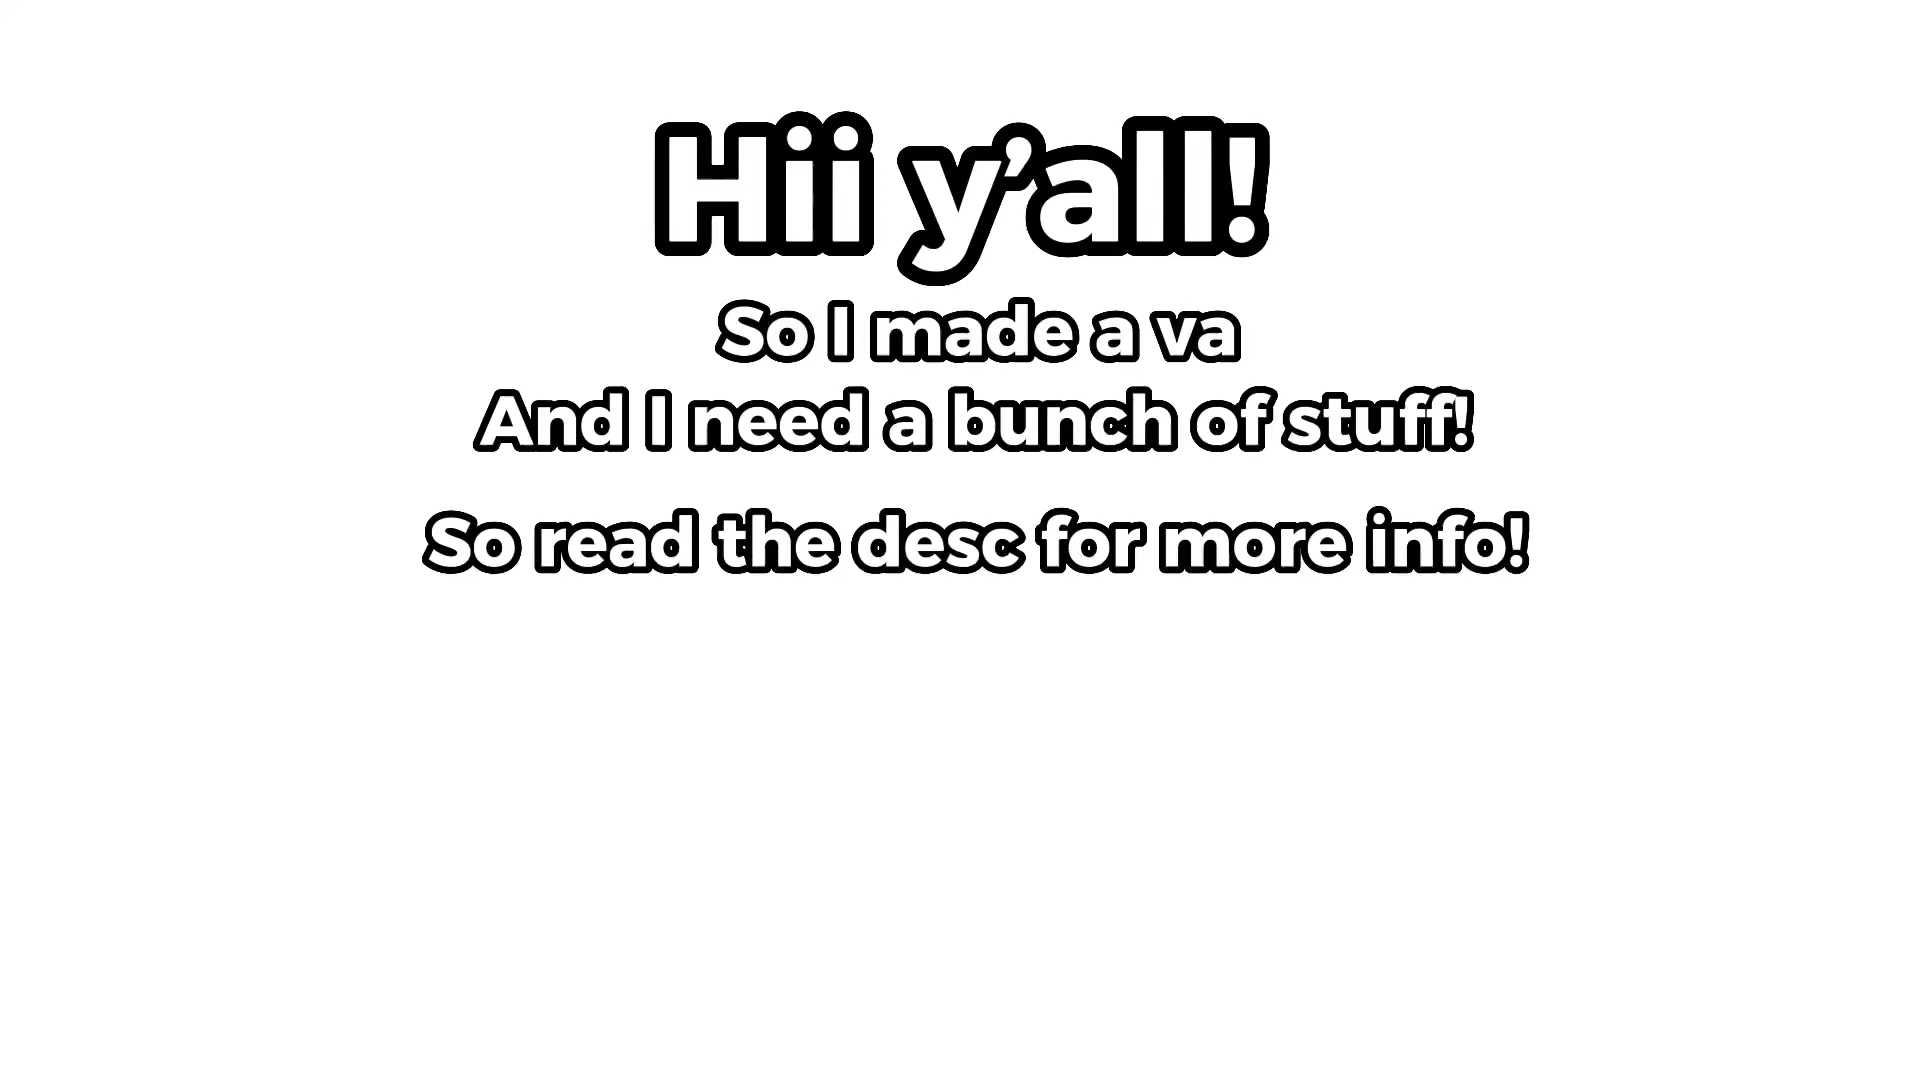 Hii y’all!
So I made a va
And I need a bunch of stuff!
So read the desc for more info!